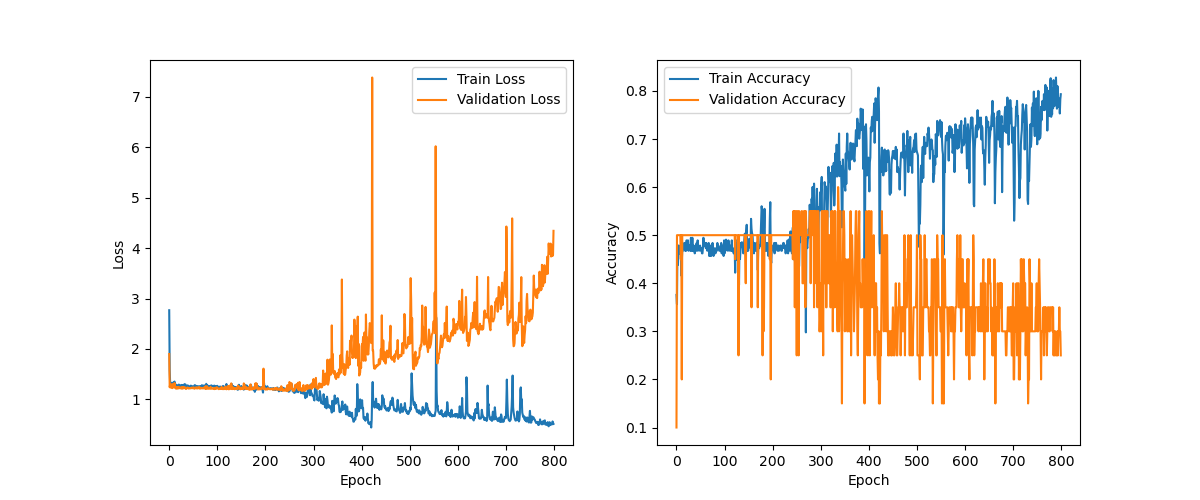 Train Loss
Validation Loss
7
6
5
4
3
2
1
0 100 200 300 400 500 600 700 800
Epoch
Loss
Train Accuracy
Validation Accuracy
0.8
0.7
0.6
0.5
0.4
0.3
0.2
0.1
0 100 200 300 400 500 600 700 800
Epoch
Accuracy